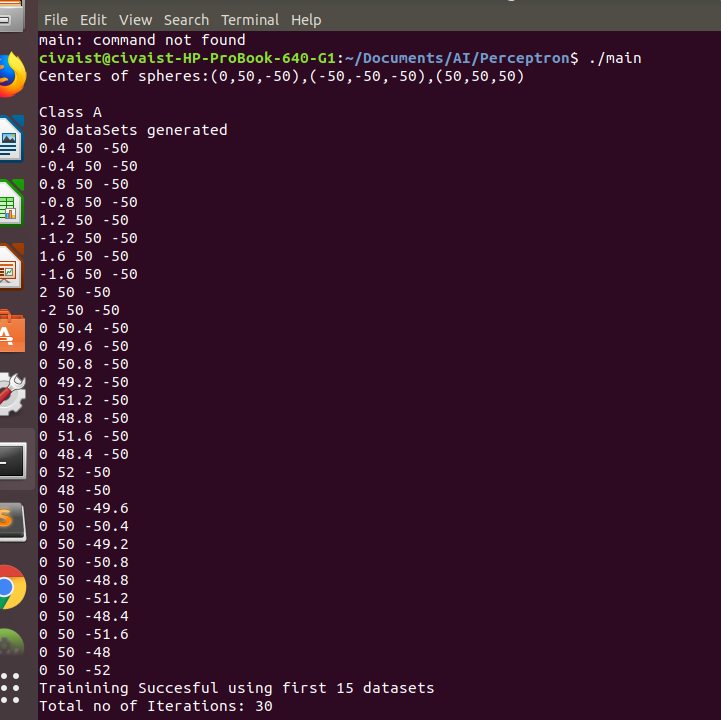 File Edit View Search Terminal Help
main: command not found
civaist@civaist-HP-ProBook-640-G1:~/Documents/AI/Perceptron$ ./main
Centers of spheres:(0,50,-50),(-50,-50,-50),(50,50,50)
Class A
30 dataSets generated
0.4 50 -50
-0.4 50 -50
0.8 50 -50
-0.8 50 -50
1.2 50 -50
-1.2 50 -50
1.6 50 -50
-1.6 50 -50
2 50 -50
-2 50 -50
0 50.4 -50
0 49.6 -50
0 50.8 -50
0 49.2 -50
0 51.2 -50
0 48.8 -50
0 51.6 -50
0 48.4 -50
0 52 -50
0 48 -50
0 50 -49.6
0 50 -50.4
0 50 -49.2
0 50 -50.8
0 50 -48.8
0 50 -51.2
0 50 -48.4
0 50 -51.6
0 50 -48
0 50 -52
Trainining Succesful using first 15 datasets
Total no of Iterations: 30